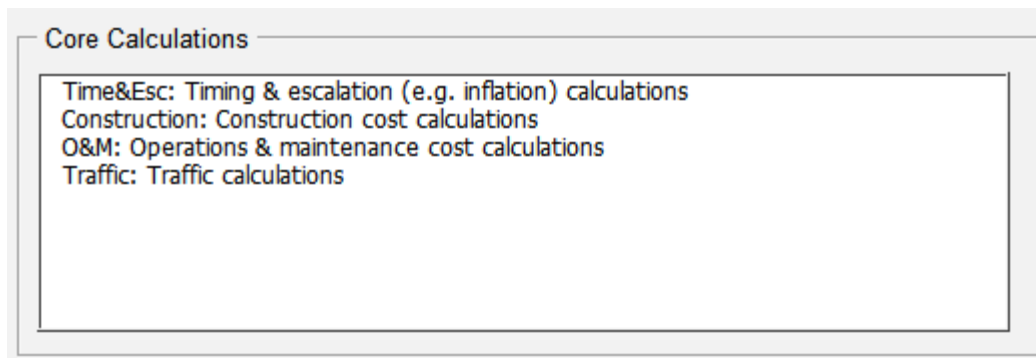 Core Calculations
Time&Esc: Timing & escalation (e.g. inflation) calculations
Construction: Construction cost calculations
O&M: Operations & maintenance cost calculations
Traffic: Traffic calculations